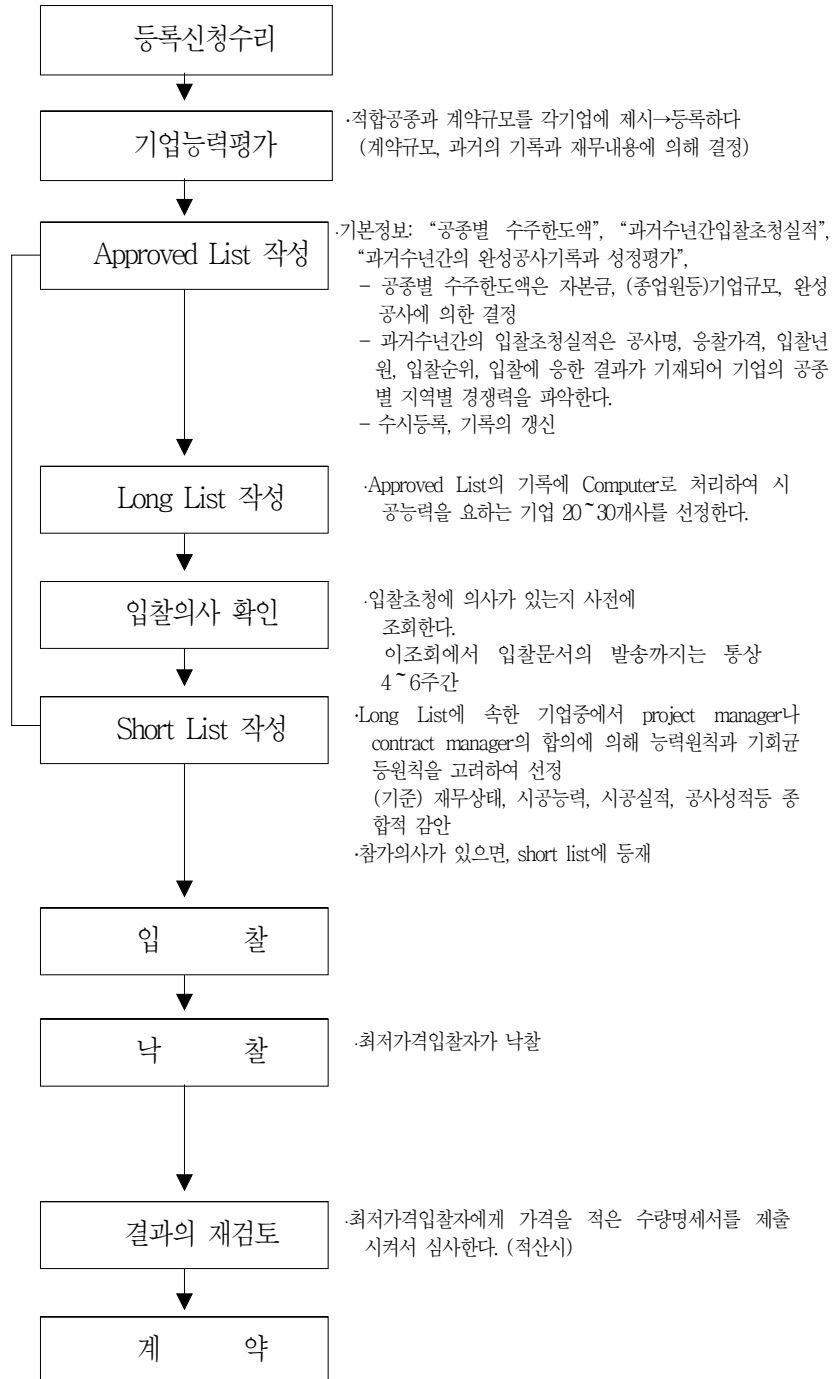 등록신청수리
기업능력평가
·적합공종과 계약규모를 각기업에 제시→등록하다
(계약규모, 과거의 기록과 재무내용에 의해 결정)
Approved List 작성
·기본정보: “공종별 수주한도액”, “과거수년간입찰초청실적”,
“과거수년간의 완성공사기록과 성정평가”,
- 공종별 수주한도액은 자본금, (종업원등)기업규모, 완성
공사에 의한 결정
- 과거수년간의 입찰초청실적은 공사명, 응찰가격, 입찰년
원, 입찰순위, 입찰에 응한 결과가 기재되어 기업의 공종
별 지역별 경쟁력을 파악한다.
- 수시등록, 기록의 갱신
Long List 작성
·Approved List의 기록에 Computer로 처리하여 시
공능력을 요하는 기업 20~30개사를 선정한다.
입찰의사 확인
·입찰초청에 의사가 있는지 사전에
조회한다.
이조회에서 입찰문서의 발송까지는 통상
4~6주간
Short List 작성
·Long List에 속한 기업중에서 project manager나
contract manager의 합의에 의해 능력원칙과 기회균
등원칙을 고려하여 선정
(기준) 재무상태, 시공능력, 시공실적, 공사성적등 종
합적 감안
·참가의사가 있으면, short list에 등재
입 찰
낙 찰
·최저가격입찰자가 낙찰
결과의 재검토
·최저가격입찰자에게 가격을 적은 수량명세서를 제출
시켜서 심사한다. (적산시)
계 약